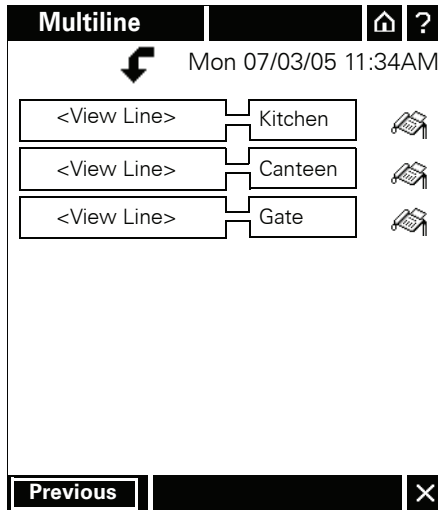 Multiline ?
Mon 07/03/05 11:34AM
<View Line> Kitchen
<View Line> Canteen
<View Line> Gate
Previous